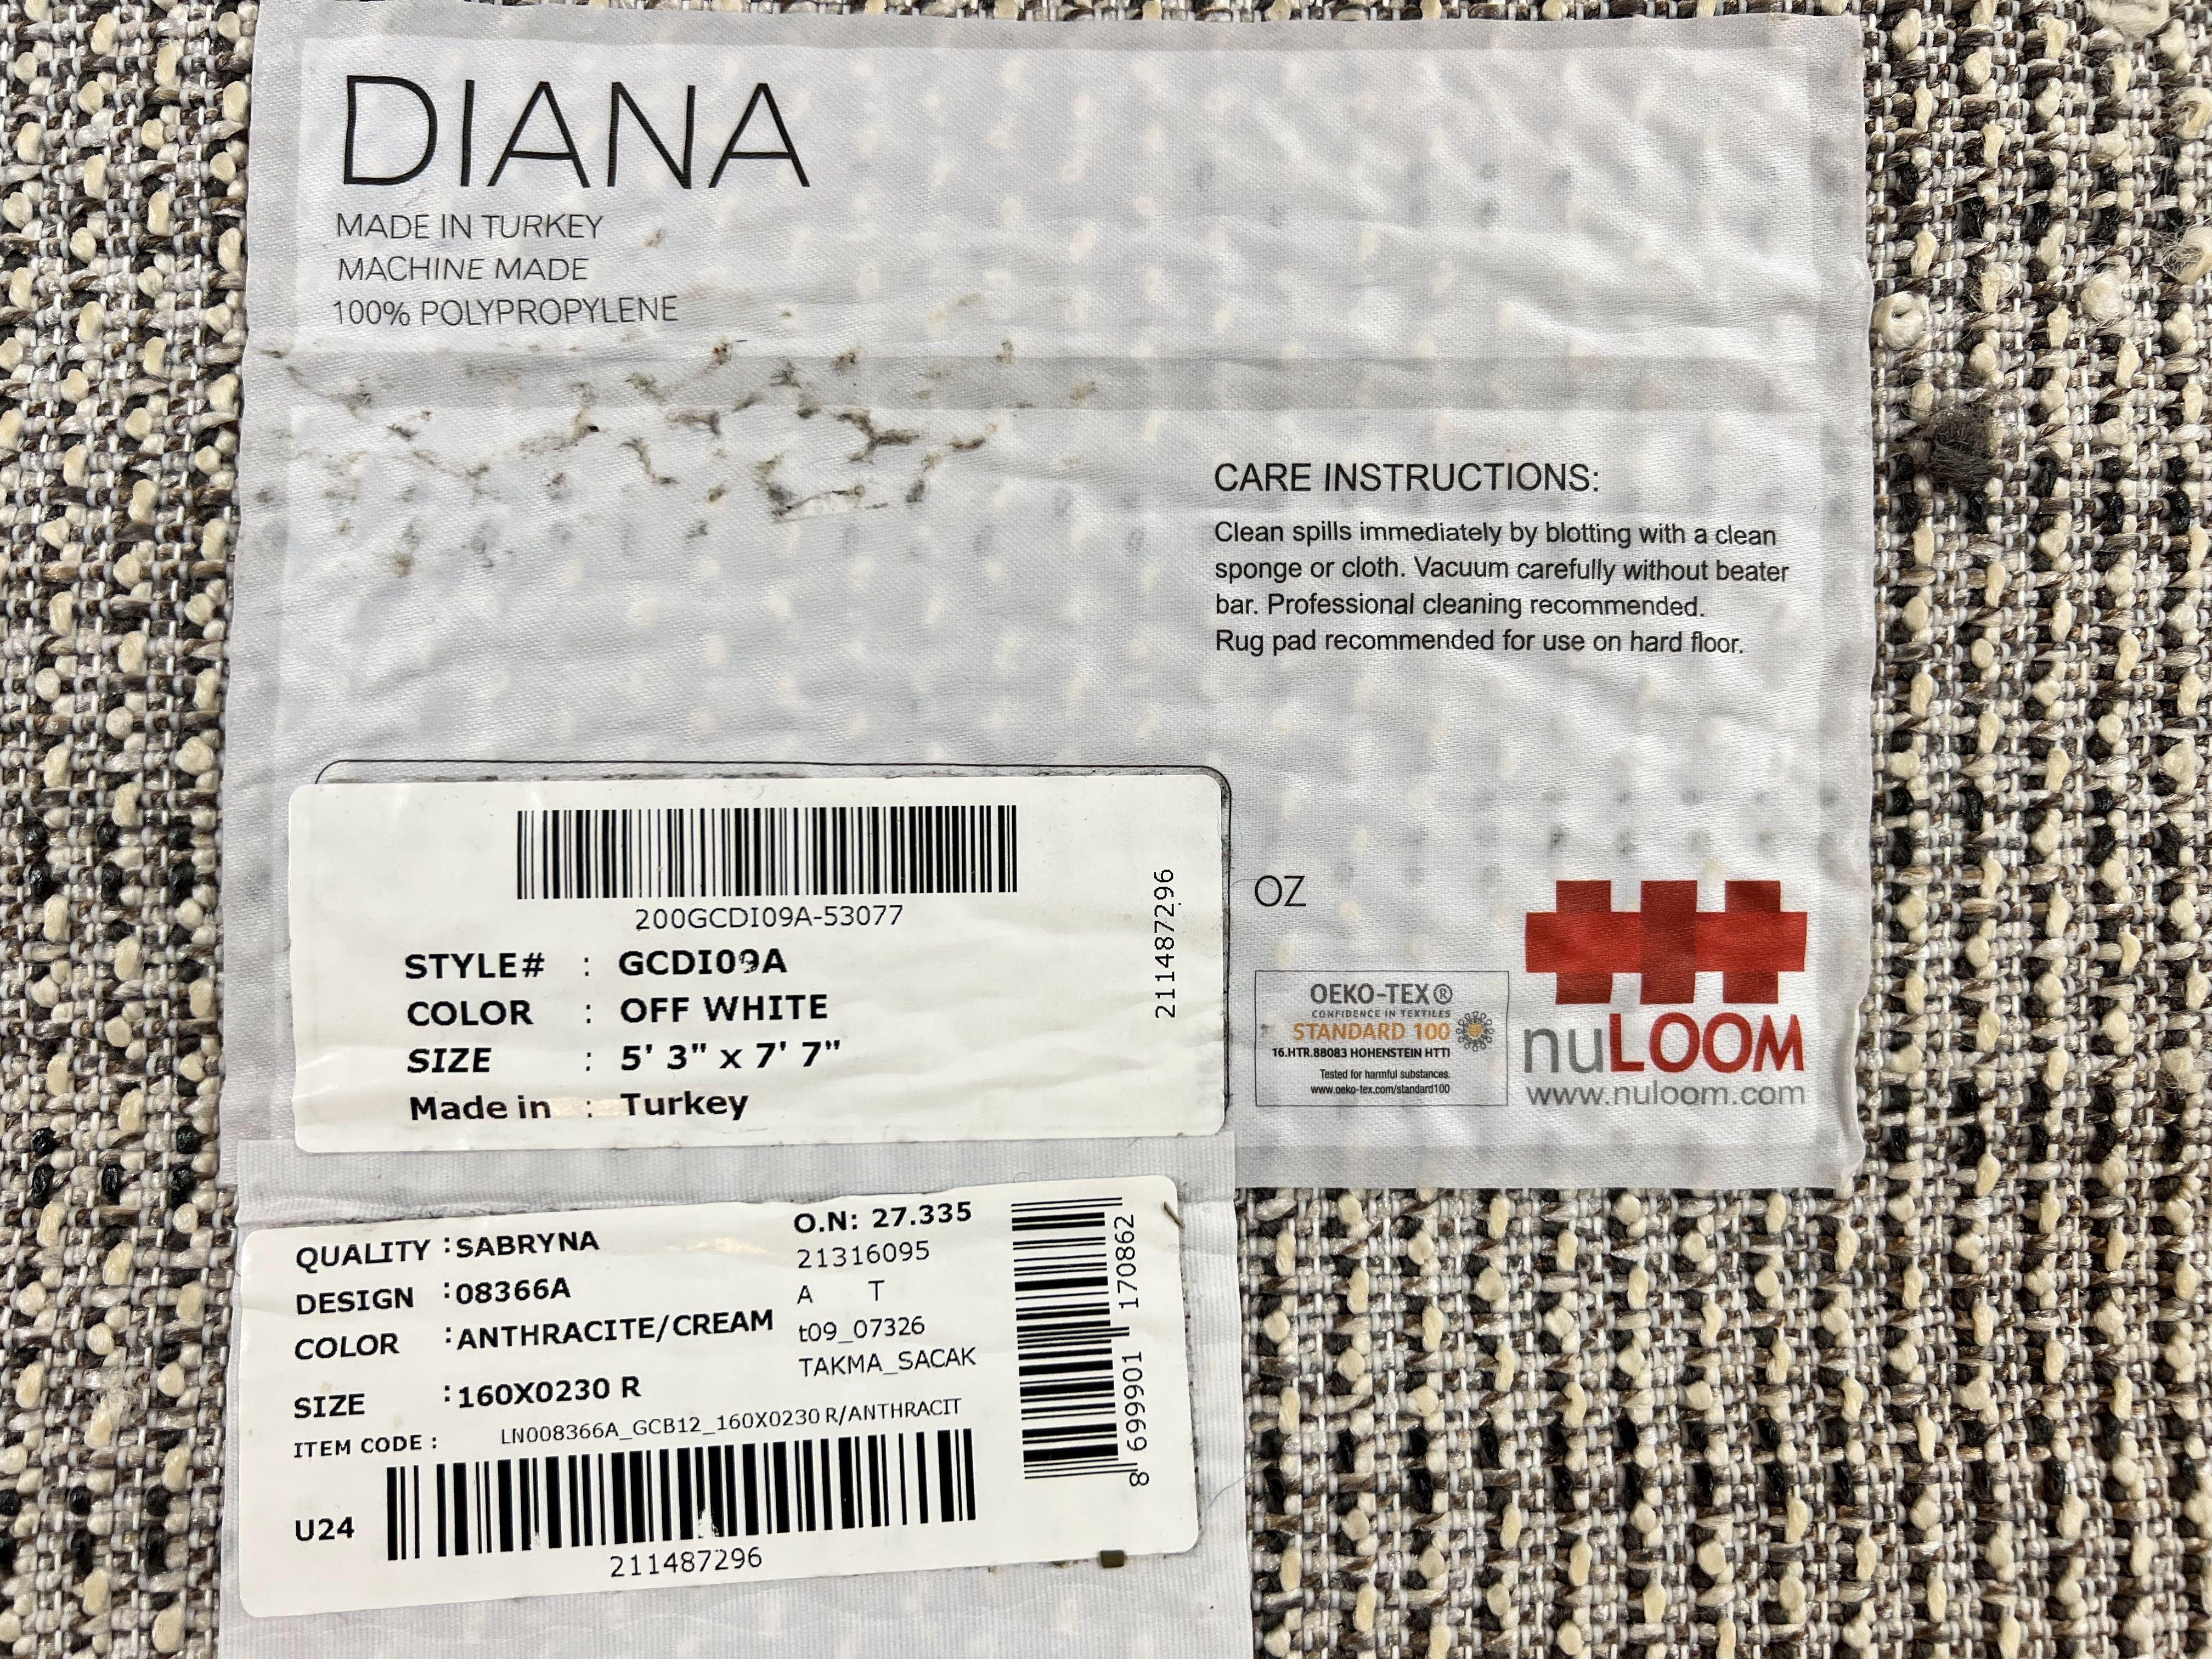 DIANA
MADE IN TURKEY
MACHINE MADE
100% POLYPROPYLENE
CARE INSTRUCTIONS:
Clean spills immediately by blotting with a clean
sponge or cloth. Vacuum carefully without beater
bar. Professional cleaning recommended.
Rug pad recommended for use on hard floor.
200GCDI09A-53077
STYLE# : GCDI09A
COLOR : OFF WHITE
SIZE : 5' 3" x 7' 7"
Made in : Turkey
211487296
OZ
OEKO-TEX®
CONFIDENCE IN TEXTILES
STANDARD 100
16.HTR.88083 HOHENSTEIN HTTI
Tested for harmful substances.
www.oeko-tex.com/standard100
nuLOOM
www.nuloom.com
QUALITY : SABRYNA
DESIGN : 08366A
COLOR : ANTHRACITE/CREAM
SIZE : 160X0230 R
ITEM CODE : LN008366A_GCB12_160X0230 R/ANTHRACIT
O.N: 27.335
21316095
A T
t09_07326
TAKMA_SACAK
8 699901 170862
U24
211487296